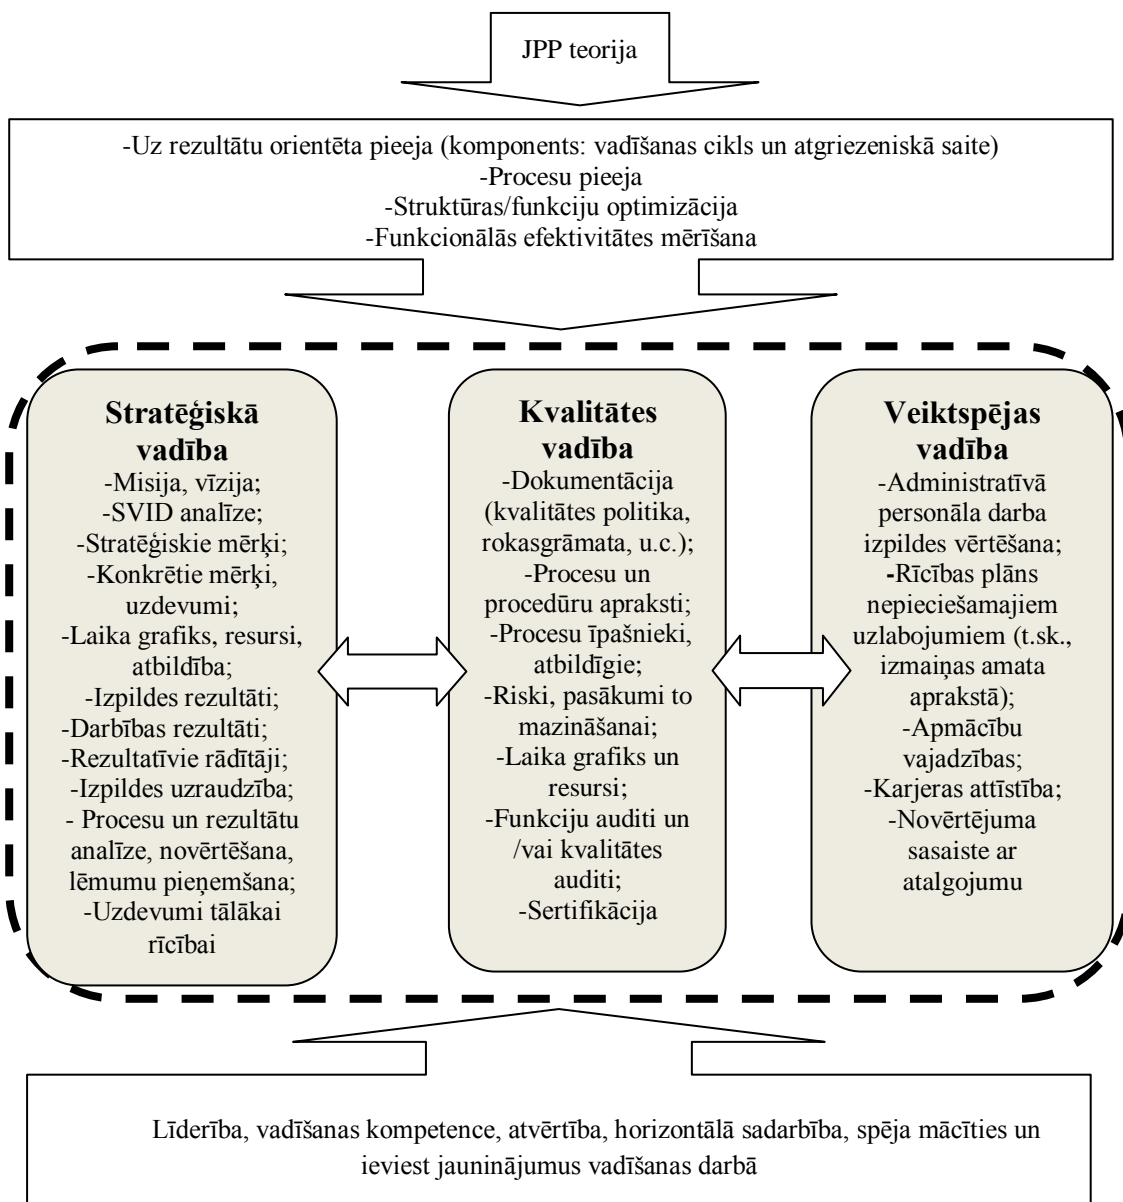 JPP teorija
-Uz rezultātu orientēta pieeja (komponents: vadīšanas cikls un atgriezeniskā saite)
-Procesu pieeja
-Struktūras/funkciju optimizācija
-Funkcionālās efektivitātes mērīšana
Stratēģiskā
vadība
-Misija, vīzija;
-SVID analīze;
-Stratēģiskie mērķi;
-Konkrētie mērķi,
uzdevumi;
-Laika grafiks, resursi,
atbildība;
-Izpildes rezultāti;
-Darbības rezultāti;
-Rezultatīvie rādītāji;
-Izpildes uzraudzība;
- Procesu un rezultātu
analīze, novērtēšana,
lēmumu pieņemšana;
-Uzdevumi tālākai
rīcībai
Kvalitātes
vadība
-Dokumentācija
(kvalitātes politika,
rokasgrāmata, u.c.);
-Procesu un
procedūru apraksti;
-Procesu īpašnieki,
atbildīgie;
-Riski, pasākumi to
mazināšanai;
-Laika grafiks un
resursi;
-Funkciju auditi un
/vai kvalitātes
auditi;
-Sertifikācija
Veiktspējas
vadība
-Administratīvā
personāla darba
izpildes vērtēšana;
-Rīcības plāns
nepieciešamajiem
uzlabojumiem (t.sk.,
izmaiņas amata
aprakstā);
-Apmācību
vajadzības;
-Karjeras attīstība;
-Novērtējuma
sasaiste ar
atalgojumu
Līderība, vadīšanas kompetence, atvērtība, horizontālā sadarbība, spēja mācīties un
ieviest jauninājumus vadīšanas darbā